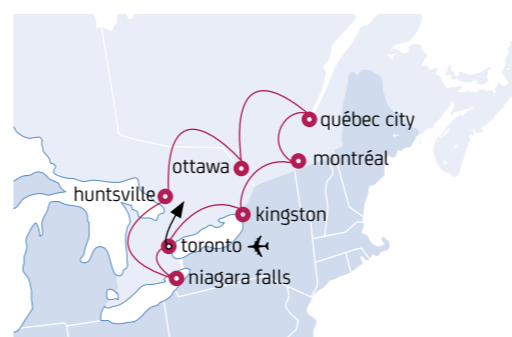 québec city
montréal
ottawa
huntsville
kingston
toronto
niagara falls